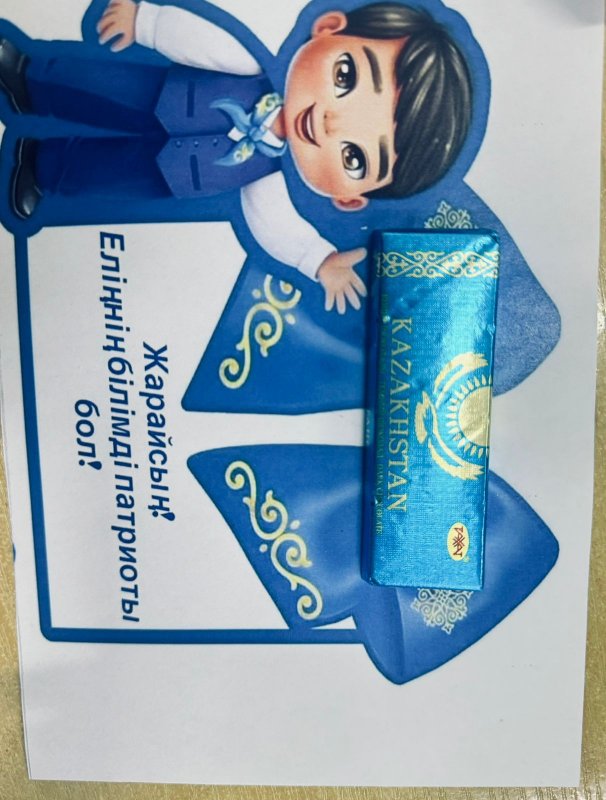 Жарайсың!
Еліңнің білімді патриоты
бол!
KAZAKHSTAN